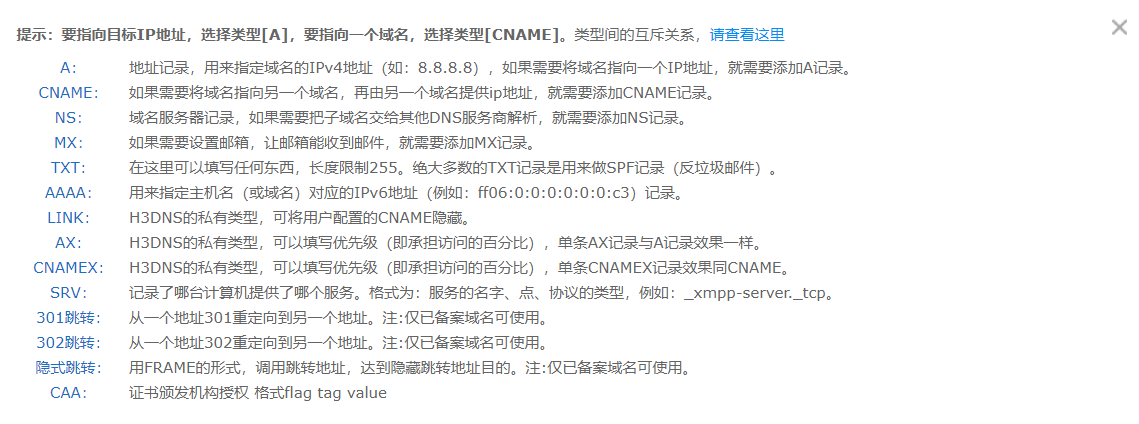 提示：要指向目标IP地址，选择类型[A]，要指向一个域名，选择类型[CNAME]。类型间的互斥关系，请查看这里
A： 地址记录，用来指定域名的IPv4地址（如：8.8.8.8），如果需要将域名指向一个IP地址，就需要添加A记录。
CNAME： 如果需要将域名指向另一个域名，再由另一个域名提供ip地址，就需要添加CNAME记录。
NS： 域名服务器记录，如果需要把子域名交给其他DNS服务商解析，就需要添加NS记录。
MX： 如果需要设置邮箱，让邮箱能收到邮件，就需要添加MX记录。
TXT： 在这里可以填写任何东西，长度限制255。绝大多数的TXT记录是用来做SPF记录（反垃圾邮件）。
AAAA： 用来指定主机名（或域名）对应的IPv6地址（例如：ff06:0:0:0:0:0:0:c3）记录。
LINK： H3DNS的私有类型，可将用户配置的CNAME隐藏。
AX： H3DNS的私有类型，可以填写优先级（即承担访问的百分比），单条AX记录与A记录效果一样。
CNAMEX： H3DNS的私有类型，可以填写优先级（即承担访问的百分比），单条CNAMEX记录效果同CNAME。
SRV： 记录了哪台计算机提供了哪个服务。格式为：服务的名字、点、协议的类型，例如：_xmpp-server._tcp。
301跳转： 从一个地址301重定向到另一个地址。注:仅已备案域名可使用。
302跳转： 从一个地址302重定向到另一个地址。注:仅已备案域名可使用。
隐式跳转： 用FRAME的形式，调用跳转地址，达到隐藏跳转地址目的。注:仅已备案域名可使用。
CAA： 证书颁发机构授权 格式flag tag value